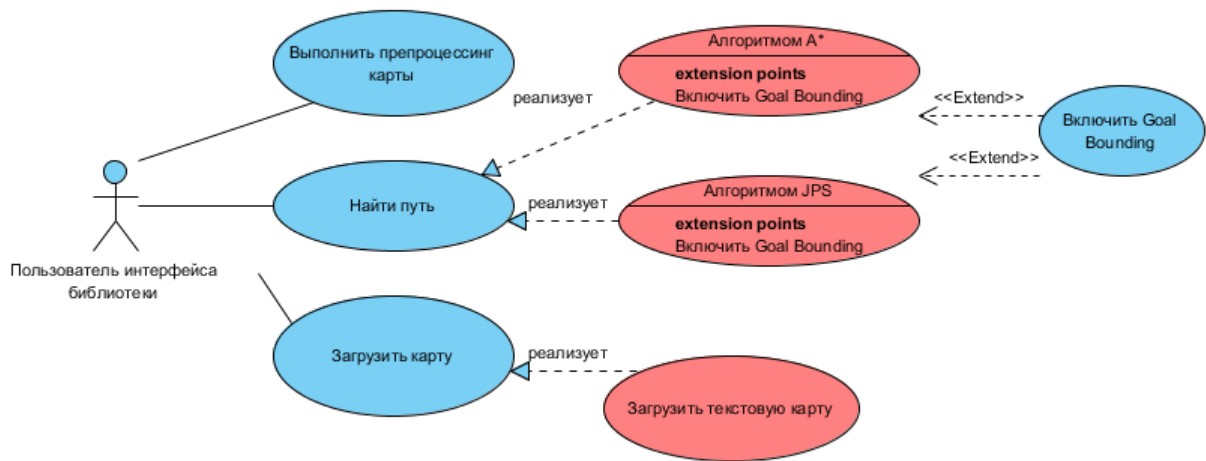 Выполнить препроцессинг
карты
Алгоритмом A*
extension points
Включить Goal Bounding
реализует
<<Extend>>
Включить Goal
Bounding
<<Extend>>
Найти путь
реализует
Алгоритмом JPS
extension points
Включить Goal Bounding
Пользователь интерфейса
библиотеки
Загрузить карту
реализует
Загрузить текстовую карту